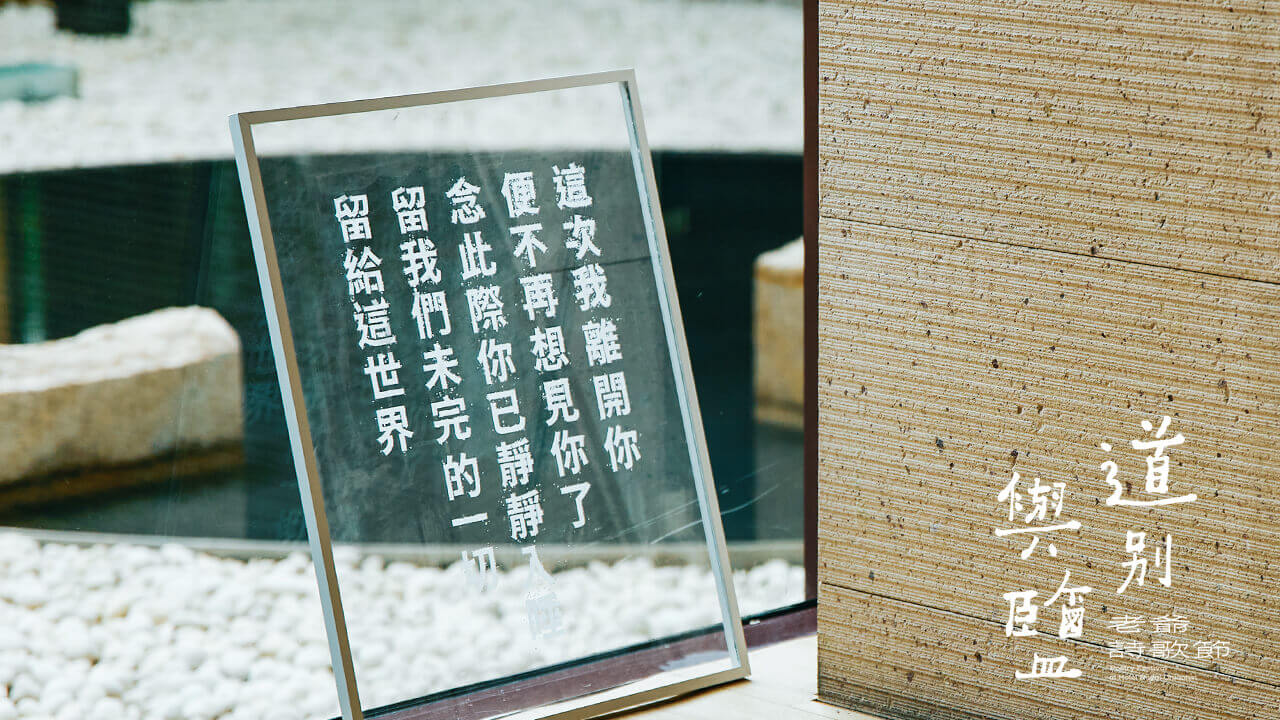 這次我離開你
便不再想見你了
念此際你已靜靜入
留我們未完的一切
留給這世界
道別
與鹽
老爺
詩歌節